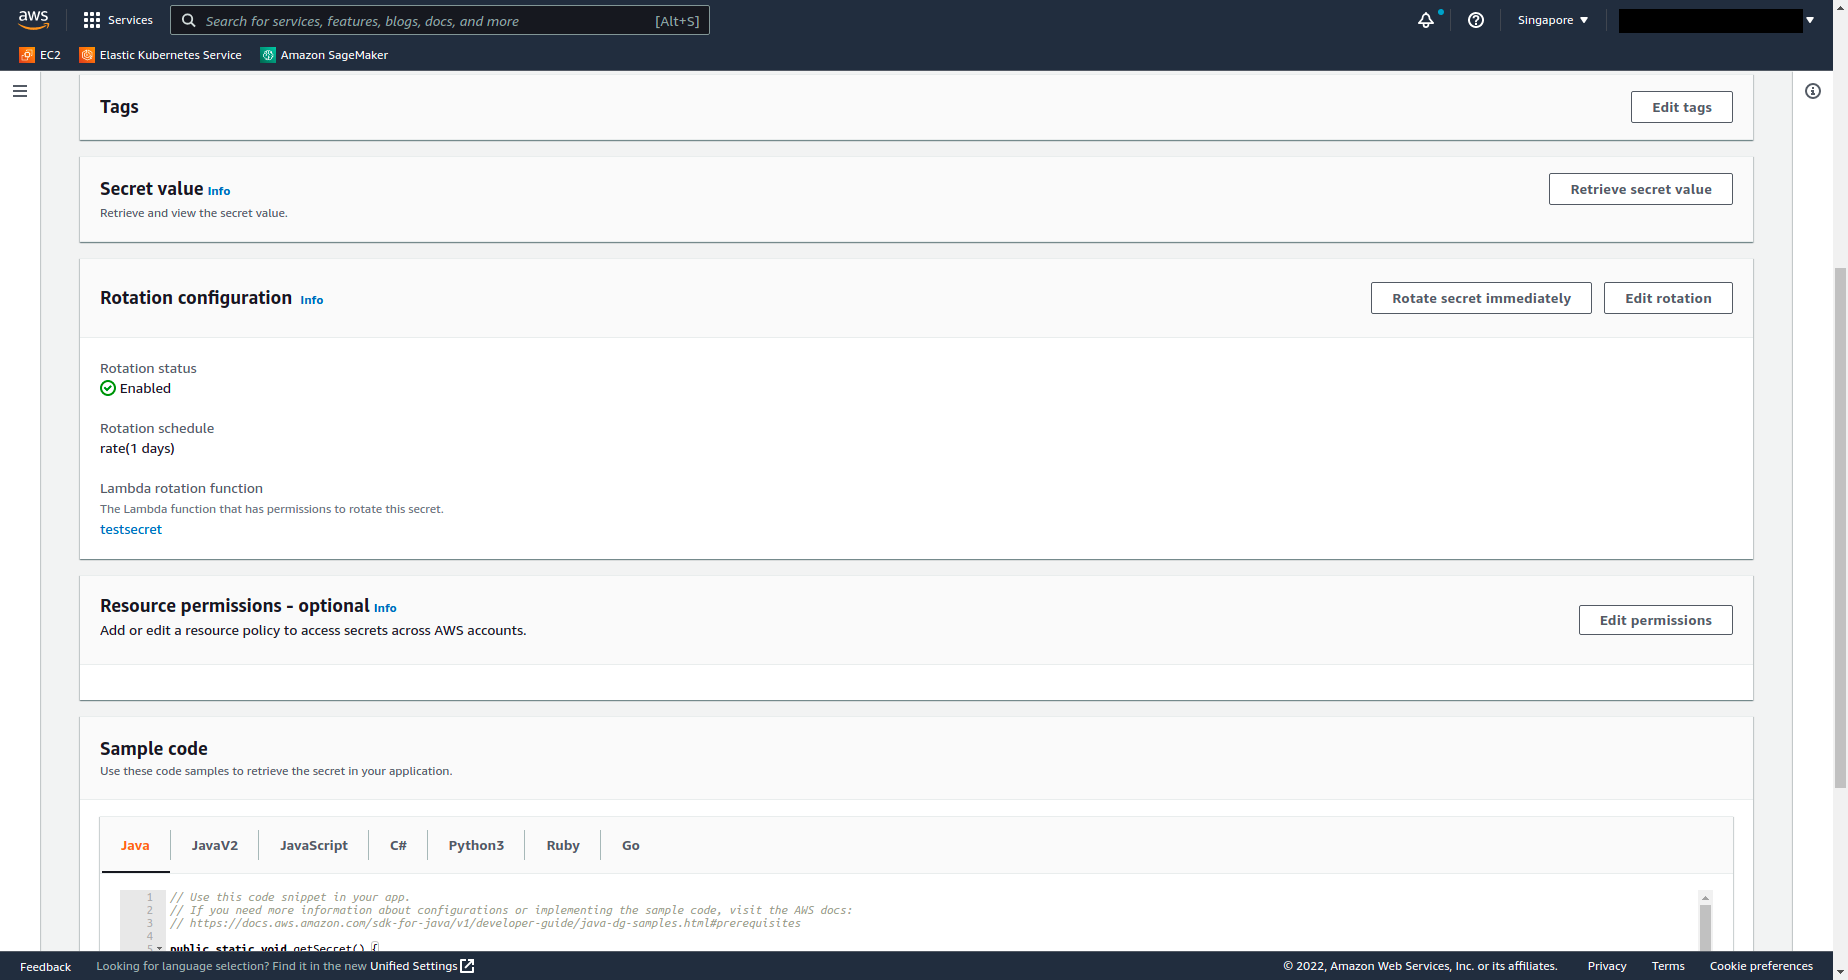 aws Services Search for services, features, blogs, docs, and more [Alt+S] Singapore
EC2 Elastic Kubernetes Service Amazon SageMaker
Tags Edit tags
Secret value Info Retrieve secret value
Retrieve and view the secret value.
Rotation configuration Info Rotate secret immediately Edit rotation
Rotation status
Enabled
Rotation schedule
rate(1 days)
Lambda rotation function
The Lambda function that has permissions to rotate this secret.
testsecret
Resource permissions - optional Info
Add or edit a resource policy to access secrets across AWS accounts. Edit permissions
Sample code
Use these code samples to retrieve the secret in your application.
Java JavaV2 JavaScript C# Python3 Ruby Go
1 // Use this code snippet in your app.
2 // If you need more information about configurations or implementing the sample code, visit the AWS docs:
3 // https://docs.aws.amazon.com/sdk-for-java/v1/developer-guide/java-dg-samples.html#prerequisites
4
5 public static void getSecret() {
Feedback Looking for language selection? Find it in the new Unified Settings © 2022, Amazon Web Services, Inc. or its affiliates. Privacy Terms Cookie preferences